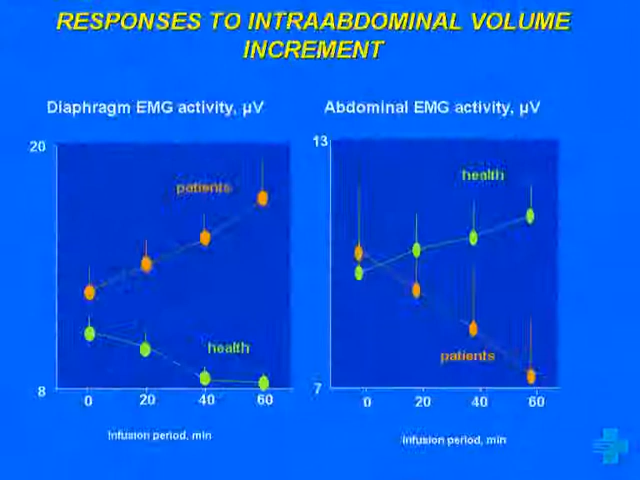 RESPONSES TO INTRAABDOMINAL VOLUME
INCREMENT
Diaphragm EMG activity, µV
20
patients
health
8
0 20 40 60
Infusion period, min
Abdominal EMG activity, µV
13
health
patients
7
0 20 40 60
Infusion period, min